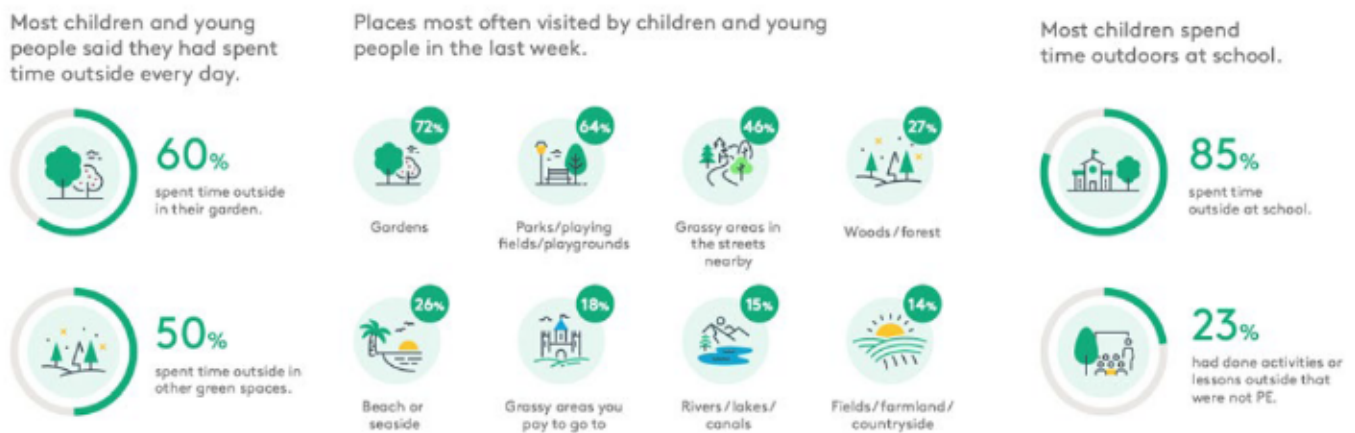 Most children and young
people said they had spent
time outside every day.
60%
spent time outside
in their garden.
50%
spent time outside in
other green spaces.
Places most often visited by children and young
people in the last week.
72%
Gardens
64%
Parks/playing
fields/playgrounds
46%
Grassy areas in
the streets
nearby
27%
Woods/forest
26%
Beach or
seaside
18%
Grassy areas you
pay to go to
15%
Rivers/lakes/
canals
14%
Fields/farmland/
countryside
Most children spend
time outdoors at school.
85%
spent time
outside at school.
23%
had done activities or
lessons outside that
were not PE.